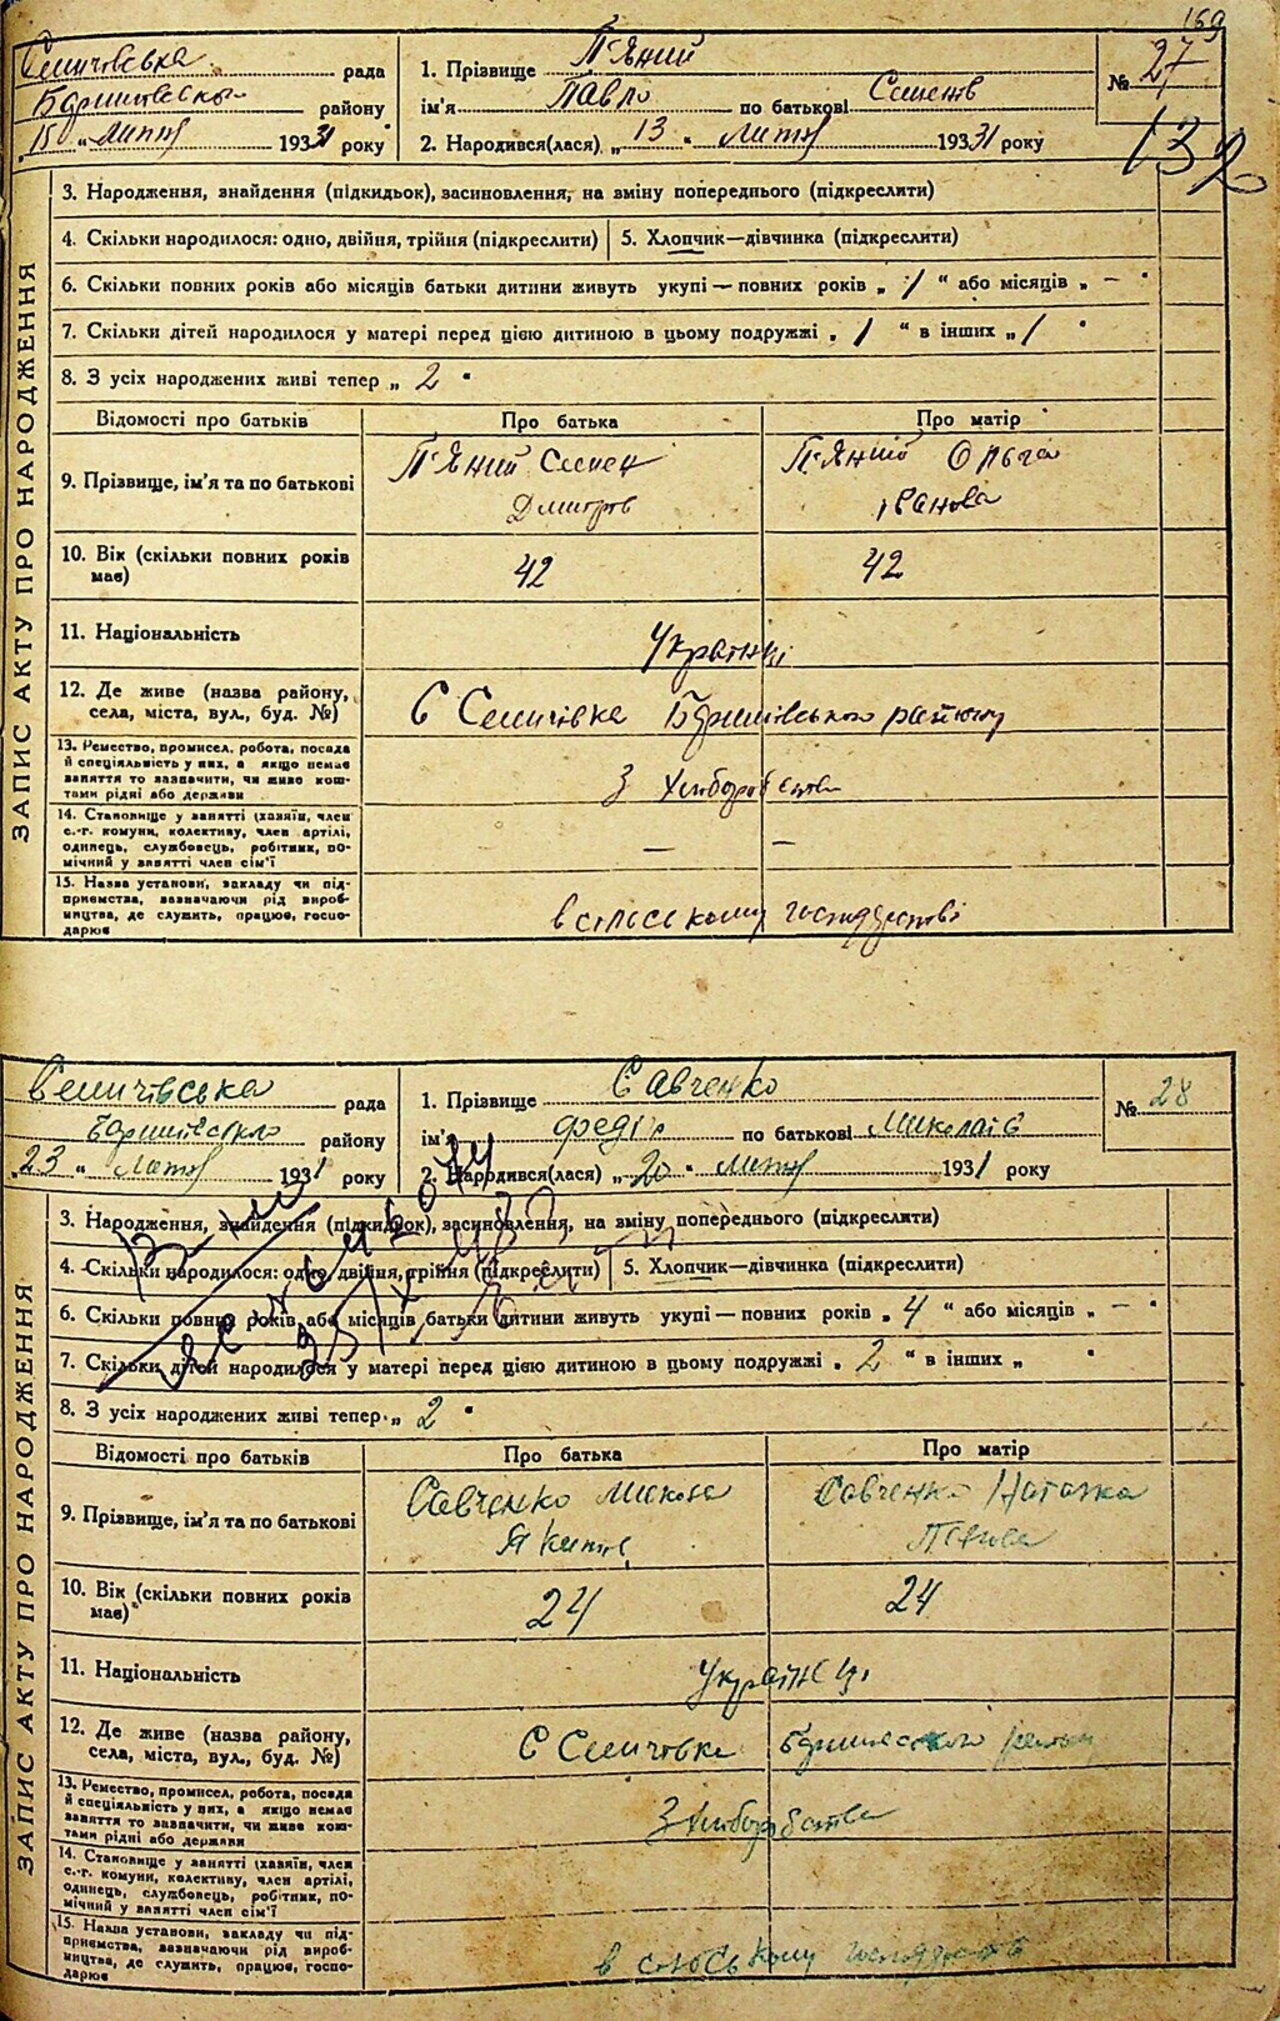 169
Семичівська рада
Баришівського району
„15“ Лютий 1931 року
1. Прізвище П'яний
ім'я Павло по батькові Семенів
2. Народився(лася) „13“ Лютий 1931 року
№ 27
132
ЗАПИС АКТУ ПРО НАРОДЖЕННЯ
3. Народження, знайдення (підкидьок), засиновлення, на зміну попереднього (підкреслити)
4. Скільки народилося: одно, двійня, трійня (підкреслити) 5. Хлопчик—дівчинка (підкреслити)
6. Скільки повних років або місяців батьки дитини живуть укупі — повних років „1“ або місяців „—“
7. Скільки дітей народилося у матері перед цією дитиною в цьому подружжі „1“ в інших „1“
8. З усіх народжених живі тепер „2“
Відомості про батьків Про батька Про матір
9. Прізвище, ім'я та по батькові П'яний Семен Дмитрів П'яний Ольга Іванова
10. Вік (скільки повних років має) 42 42
11. Національність Українці
12. Де живе (назва району, села, міста, вул., буд. №) С Семичівка Баришівського району
13. Ремество, промисел, робота, посада й спеціяльність у них, а якщо немає заняття то зазначити, чи живе коштами рідні або держави З хліборобства
14. Становище у занятті (хазяїн, член с.-г. комуни, колективу, член артілі, одинець, службовець, робітник, помічний у занятті член сім'ї — —
15. Назва установи, закладу чи підприємства, зазначаючи рід виробництва, де служить, працює, господарює в сільському господарстві
Семичівська рада
Баришівського району
„23“ Лютий 1931 року
1. Прізвище Савченко
ім'я Федір по батькові Миколаїв
2. Народився(лася) „20“ Лютий 1931 року
№ 28
ЗАПИС АКТУ ПРО НАРОДЖЕННЯ
3. Народження, знайдення (підкидьок), засиновлення, на зміну попереднього (підкреслити)
4. Скільки народилося: одно, двійня, трійня (підкреслити) 5. Хлопчик—дівчинка (підкреслити)
6. Скільки повних років або місяців батьки дитини живуть укупі — повних років „4“ або місяців „—“
7. Скільки дітей народилося у матері перед цією дитиною в цьому подружжі „2“ в інших „
8. З усіх народжених живі тепер „2“
Відомості про батьків Про батька Про матір
9. Прізвище, ім'я та по батькові Савченко Микола Якимів Савченко Наталка
10. Вік (скільки повних років має) 24 24
11. Національність Українці
12. Де живе (назва району, села, міста, вул., буд. №) С Семичівка Баришівського району
13. Ремество, промисел, робота, посада й спеціяльність у них, а якщо немає заняття то зазначити, чи живе коштами рідні або держави З хліборобства
14. Становище у занятті (хазяїн, член с.-г. комуни, колективу, член артілі, одинець, службовець, робітник, помічний у занятті член сім'ї
15. Назва установи, закладу чи підприємства, зазначаючи рід виробництва, де служить, працює, господарює в сільському господарстві